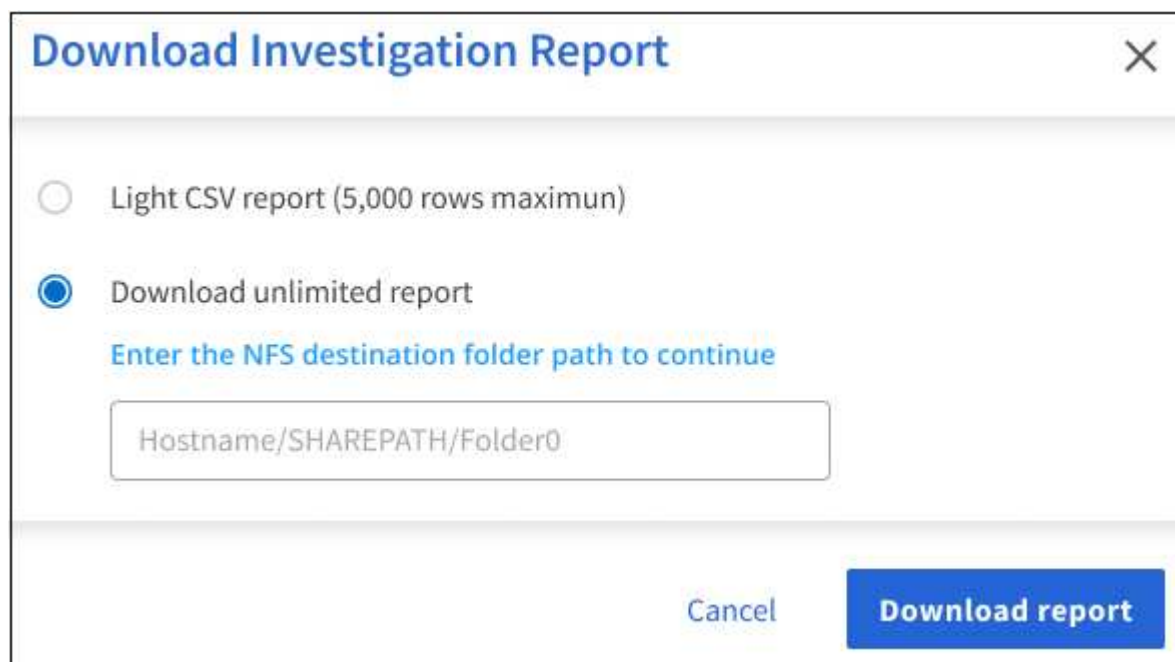 Download Investigation Report
Light CSV report (5,000 rows maximun)
Download unlimited report
Enter the NFS destination folder path to continue
Hostname/SHAREPATH/Folder0
Cancel
Download report